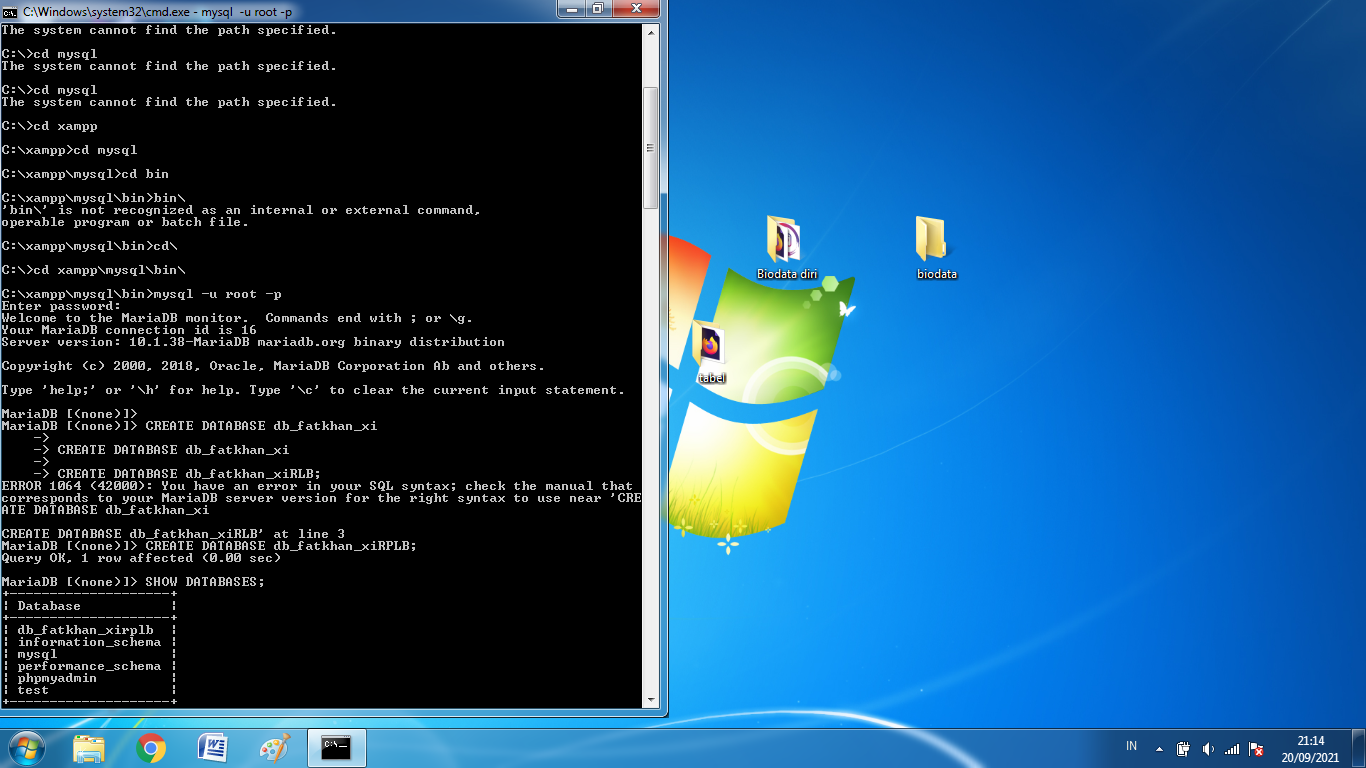 C:\Windows\system32\cmd.exe - mysql -u root -p
The system cannot find the path specified.
C:\>cd mysql
The system cannot find the path specified.
C:\>cd mysql
The system cannot find the path specified.
C:\>cd xampp
C:\xampp>cd mysql
C:\xampp\mysql>cd bin
C:\xampp\mysql\bin>bin\
'bin\' is not recognized as an internal or external command,
operable program or batch file.
C:\xampp\mysql\bin>cd\
C:\>cd xampp\mysql\bin\
C:\xampp\mysql\bin>mysql -u root -p
Enter password:
Welcome to the MariaDB monitor.  Commands end with ; or \g.
Your MariaDB connection id is 16
Server version: 10.1.38-MariaDB mariadb.org binary distribution
Copyright (c) 2000, 2018, Oracle, MariaDB Corporation Ab and others.
Type 'help;' or '\h' for help. Type '\c' to clear the current input statement.
MariaDB [(none)]>
MariaDB [(none)]> CREATE DATABASE db_fatkhan_xi
    ->
    -> CREATE DATABASE db_fatkhan_xi
    ->
    -> CREATE DATABASE db_fatkhan_xiRLB;
ERROR 1064 (42000): You have an error in your SQL syntax; check the manual that
corresponds to your MariaDB server version for the right syntax to use near 'CRE
ATE DATABASE db_fatkhan_xi
CREATE DATABASE db_fatkhan_xiRLB' at line 3
MariaDB [(none)]> CREATE DATABASE db_fatkhan_xiRPLB;
Query OK, 1 row affected (0.00 sec)
MariaDB [(none)]> SHOW DATABASES;
+--------------------+
| Database           |
+--------------------+
| db_fatkhan_xirplb  |
| information_schema |
| mysql              |
| performance_schema |
| phpmyadmin         |
| test               |
+--------------------+
Biodata diri
biodata
tabel
IN
21:14
20/09/2021